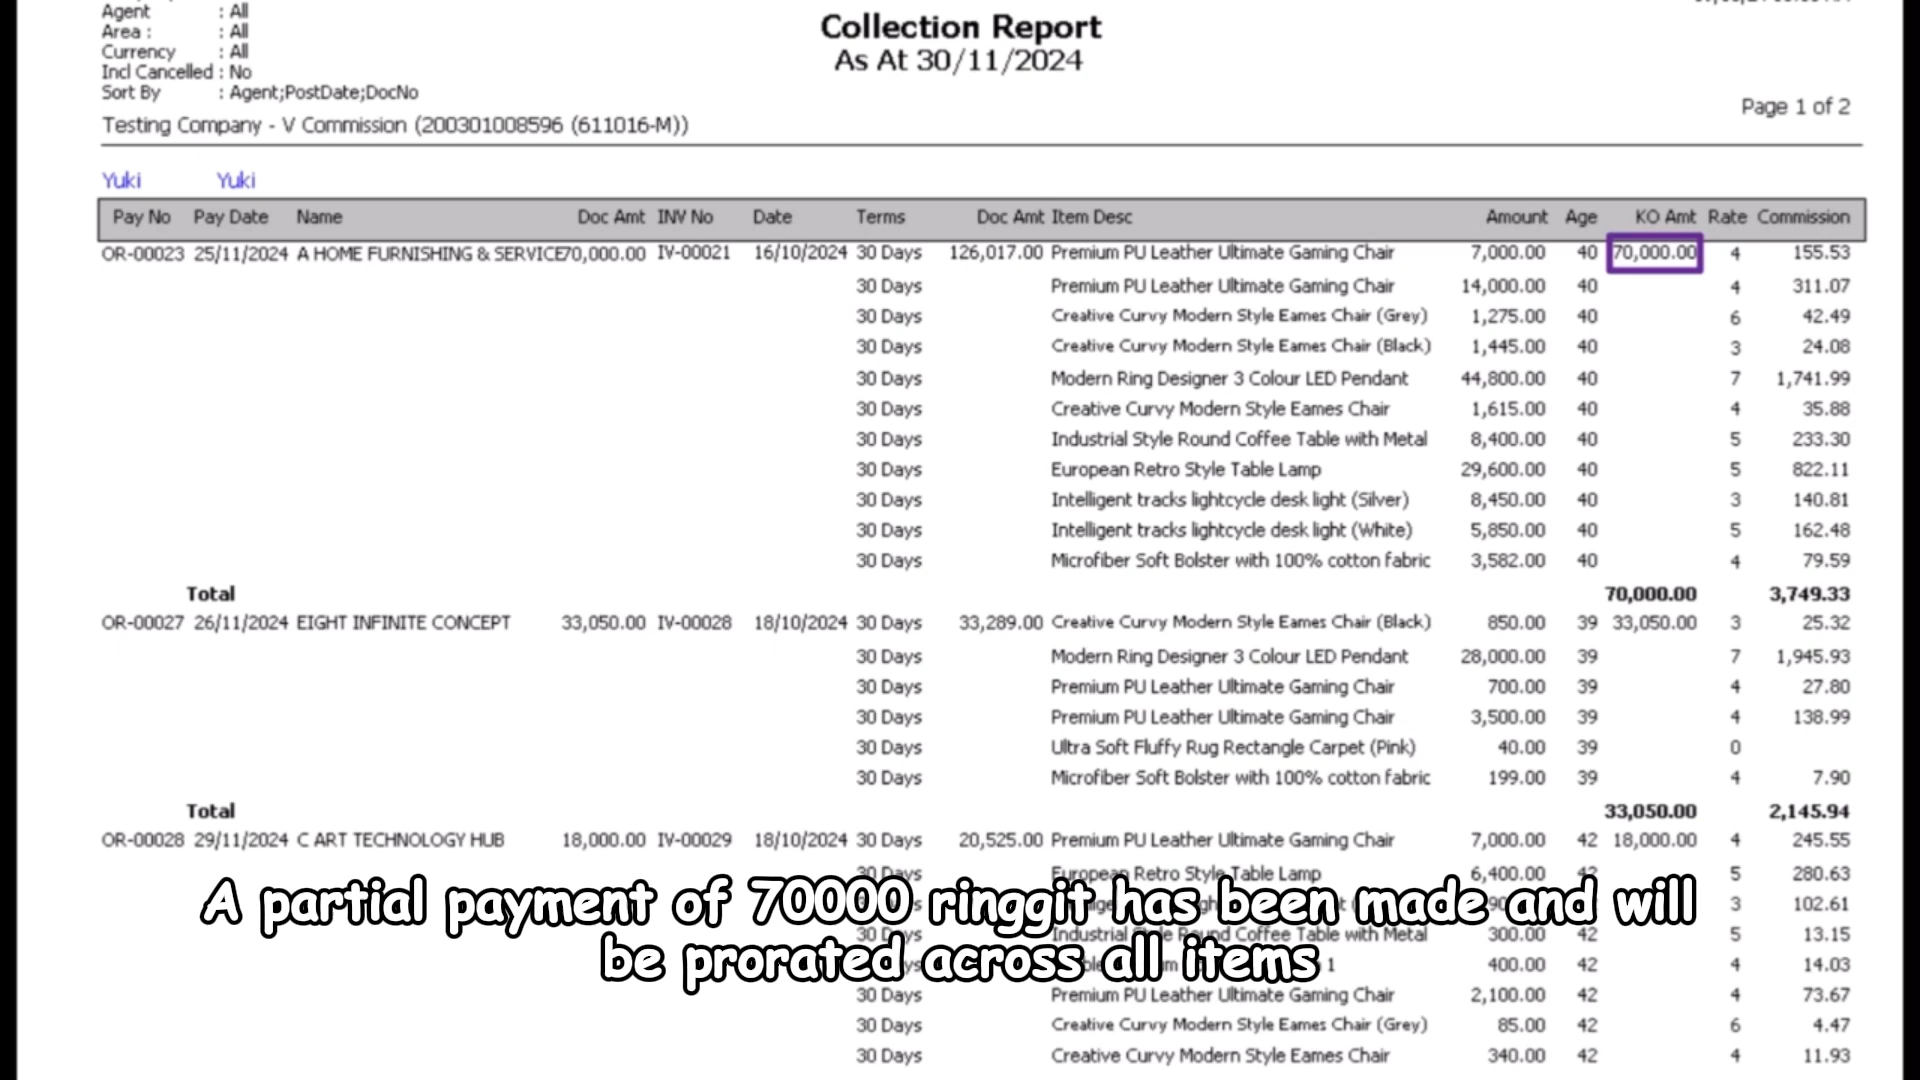 Agent : All
Area : : All
Currency : All
Incl Cancelled : No
Sort By : Agent;PostDate;DocNo
Collection Report
As At 30/11/2024
Page 1 of 2
Testing Company - V Commission (200301008596 (611016-M))
Yuki Yuki
Pay No Pay Date Name Doc Amt INV No Date Terms Doc Amt Item Desc Amount Age KO Amt Rate Commission
OR-00023 25/11/2024 A HOME FURNISHING & SERVICE 70,000.00 IV-00021 16/10/2024 30 Days 126,017.00 Premium PU Leather Ultimate Gaming Chair 7,000.00 40 70,000.00 4 155.53
30 Days Premium PU Leather Ultimate Gaming Chair 14,000.00 40 4 311.07
30 Days Creative Curvy Modern Style Eames Chair (Grey) 1,275.00 40 6 42.49
30 Days Creative Curvy Modern Style Eames Chair (Black) 1,445.00 40 3 24.08
30 Days Modern Ring Designer 3 Colour LED Pendant 44,800.00 40 7 1,741.99
30 Days Creative Curvy Modern Style Eames Chair 1,615.00 40 4 35.88
30 Days Industrial Style Round Coffee Table with Metal 8,400.00 40 5 233.30
30 Days European Retro Style Table Lamp 29,600.00 40 5 822.11
30 Days Intelligent tracks lightcycle desk light (Silver) 8,450.00 40 3 140.81
30 Days Intelligent tracks lightcycle desk light (White) 5,850.00 40 5 162.48
30 Days Microfiber Soft Bolster with 100% cotton fabric 3,582.00 40 4 79.59
Total 70,000.00 3,749.33
OR-00027 26/11/2024 EIGHT INFINITE CONCEPT 33,050.00 IV-00028 18/10/2024 30 Days 33,289.00 Creative Curvy Modern Style Eames Chair (Black) 850.00 39 33,050.00 3 25.32
30 Days Modern Ring Designer 3 Colour LED Pendant 28,000.00 39 7 1,945.93
30 Days Premium PU Leather Ultimate Gaming Chair 700.00 39 4 27.80
30 Days Premium PU Leather Ultimate Gaming Chair 3,500.00 39 4 138.99
30 Days Ultra Soft Fluffy Rug Rectangle Carpet (Pink) 40.00 39 0
30 Days Microfiber Soft Bolster with 100% cotton fabric 199.00 39 4 7.90
Total 33,050.00 2,145.94
OR-00028 29/11/2024 C ART TECHNOLOGY HUB 18,000.00 IV-00029 18/10/2024 30 Days 20,525.00 Premium PU Leather Ultimate Gaming Chair 7,000.00 42 18,000.00 4 245.55
30 Days European Retro Style Table Lamp 6,400.00 42 5 280.63
3 102.61
30 Days Industrial Style Round Coffee Table with Metal 300.00 42 5 13.15
400.00 42 4 14.03
30 Days Premium PU Leather Ultimate Gaming Chair 2,100.00 42 4 73.67
30 Days Creative Curvy Modern Style Eames Chair (Grey) 85.00 42 6 4.47
30 Days Creative Curvy Modern Style Eames Chair 340.00 42 4 11.93
A partial payment of 70000 ringgit has been made and will
be prorated across all items